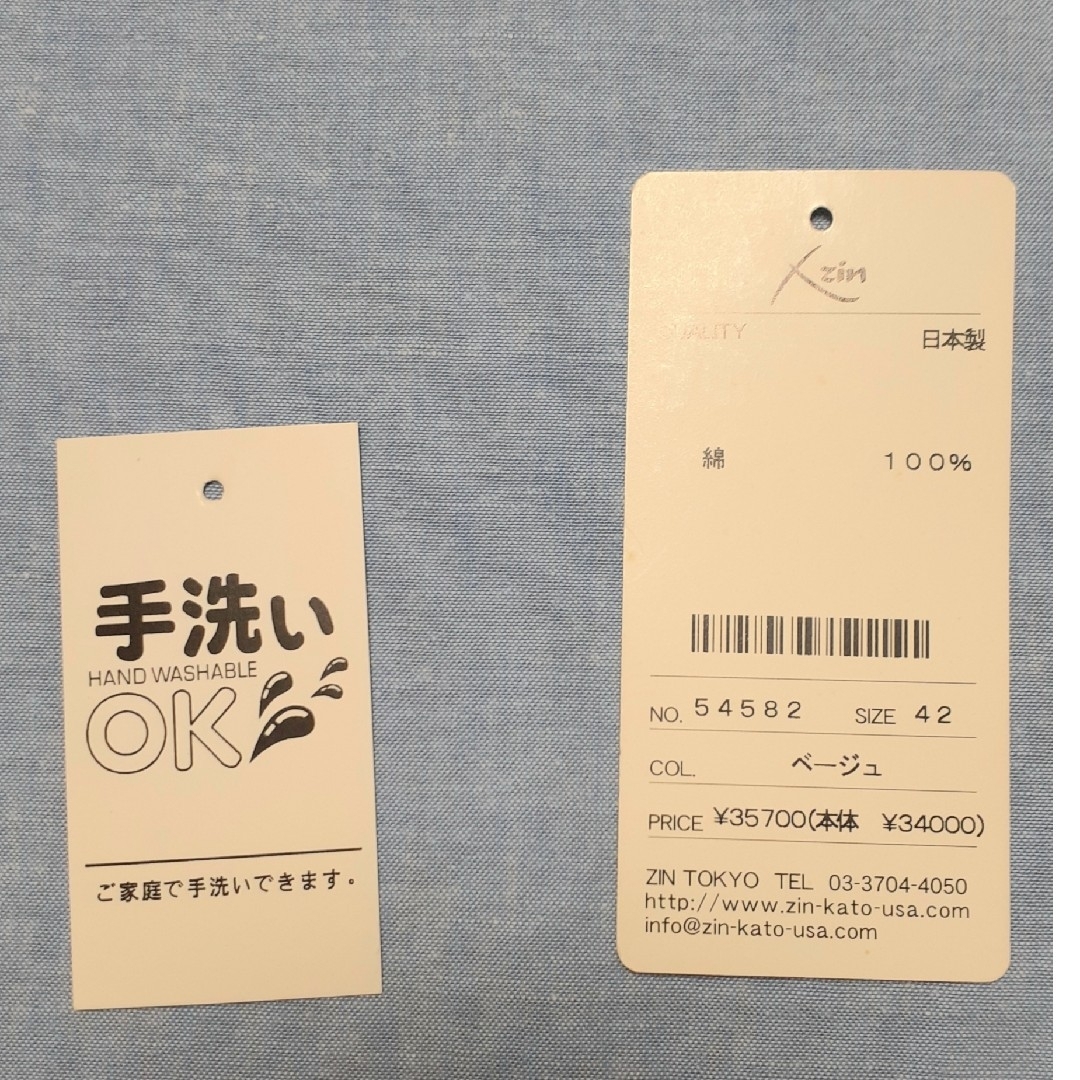 手洗い
HAND WASHABLE
OK
ご家庭で手洗いできます。
zin
QUALITY 日本製
綿 100%
NO. 54582 SIZE 42
COL. ベージュ
PRICE ¥35700(本体 ¥34000)
ZIN TOKYO TEL 03-3704-4050
http://www.zin-kato-usa.com
info@zin-kato-usa.com